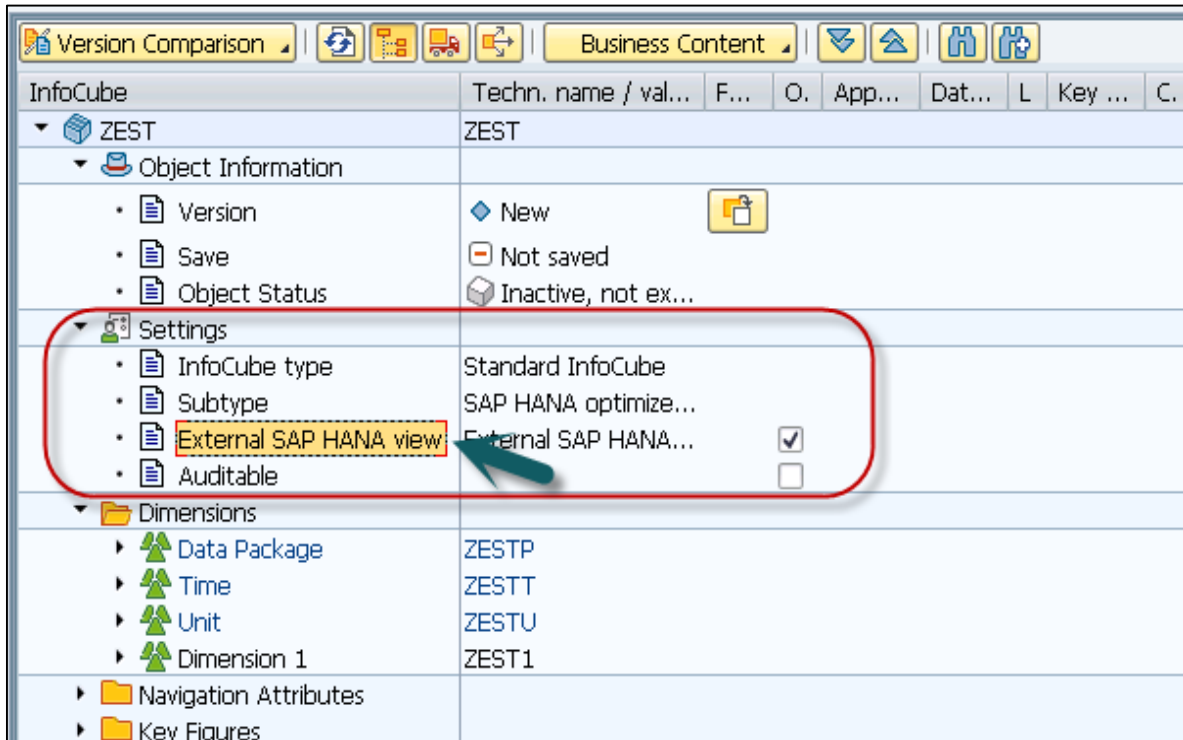 Version Comparison Business Content
InfoCube Techn. name / val... F... O. App... Dat... L Key ... C.
ZEST ZEST
Object Information
Version New
Save Not saved
Object Status Inactive, not ex...
Settings
InfoCube type Standard InfoCube
Subtype SAP HANA optimize...
External SAP HANA view External SAP HANA...
Auditable
Dimensions
Data Package ZESTP
Time ZESTT
Unit ZESTU
Dimension 1 ZEST1
Navigation Attributes
Key Figures